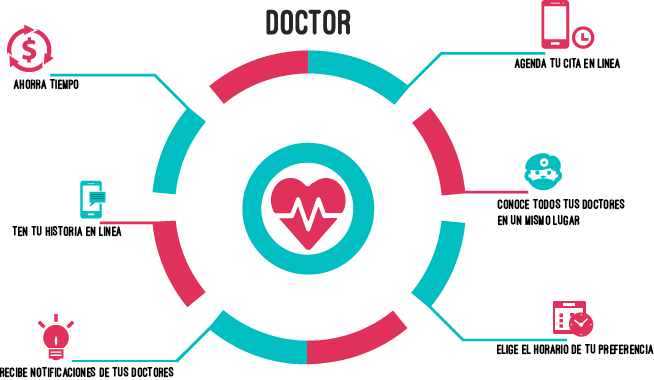 DOCTOR
AHORRA TIEMPO
AGENDA TU CITA EN LINEA
TEN TU HISTORIA EN LINEA
CONOCE TODOS TUS DOCTORES
EN UN MISMO LUGAR
RECIBE NOTIFICACIONES DE TUS DOCTORES
ELIGE EL HORARIO DE TU PREFERENCIA